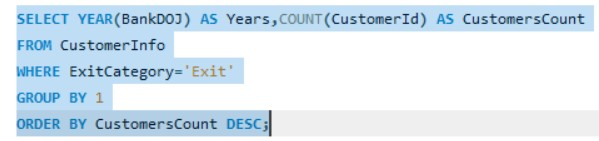 SELECT YEAR(BankDOJ) AS Years,COUNT(CustomerId) AS CustomersCount
FROM CustomerInfo
WHERE ExitCategory='Exit'
GROUP BY 1
ORDER BY CustomersCount DESC;